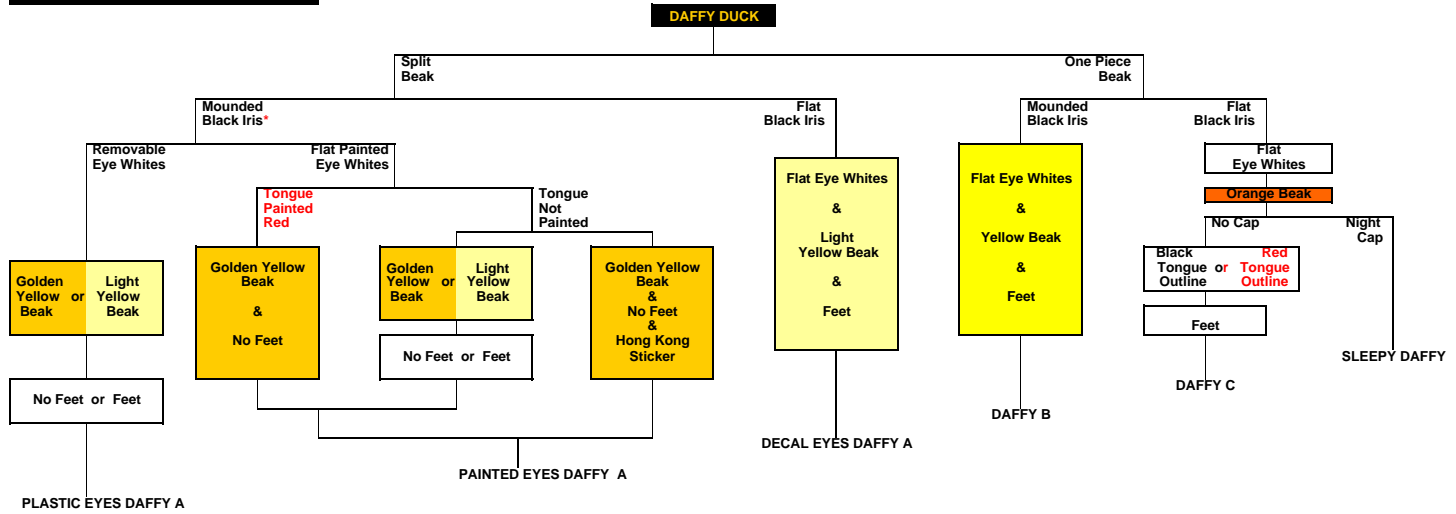 DAFFY DUCK
Split
Beak
One Piece
Beak
Mounded
Black Iris*
Flat
Black Iris
Mounded
Black Iris
Flat
Black Iris
Removable
Eye Whites
Flat Painted
Eye Whites
Flat
Eye Whites
Orange Beak
Tongue
Painted
Red
Tongue
Not
Painted
No Cap
Night
Cap
Golden
Yellow or
Beak
Light
Yellow
Beak
Golden Yellow
Beak
&
No Feet
Golden
Yellow or
Beak
Light
Yellow
Beak
Golden Yellow
Beak
&
No Feet
&
Hong Kong
Sticker
Flat Eye Whites
&
Light
Yellow Beak
&
Feet
Flat Eye Whites
&
Yellow Beak
&
Feet
Black Red
Tongue or Tongue
Outline Outline
Feet
No Feet or Feet
No Feet or Feet
SLEEPY DAFFY
DAFFY C
DAFFY B
DECAL EYES DAFFY A
PAINTED EYES DAFFY A
PLASTIC EYES DAFFY A